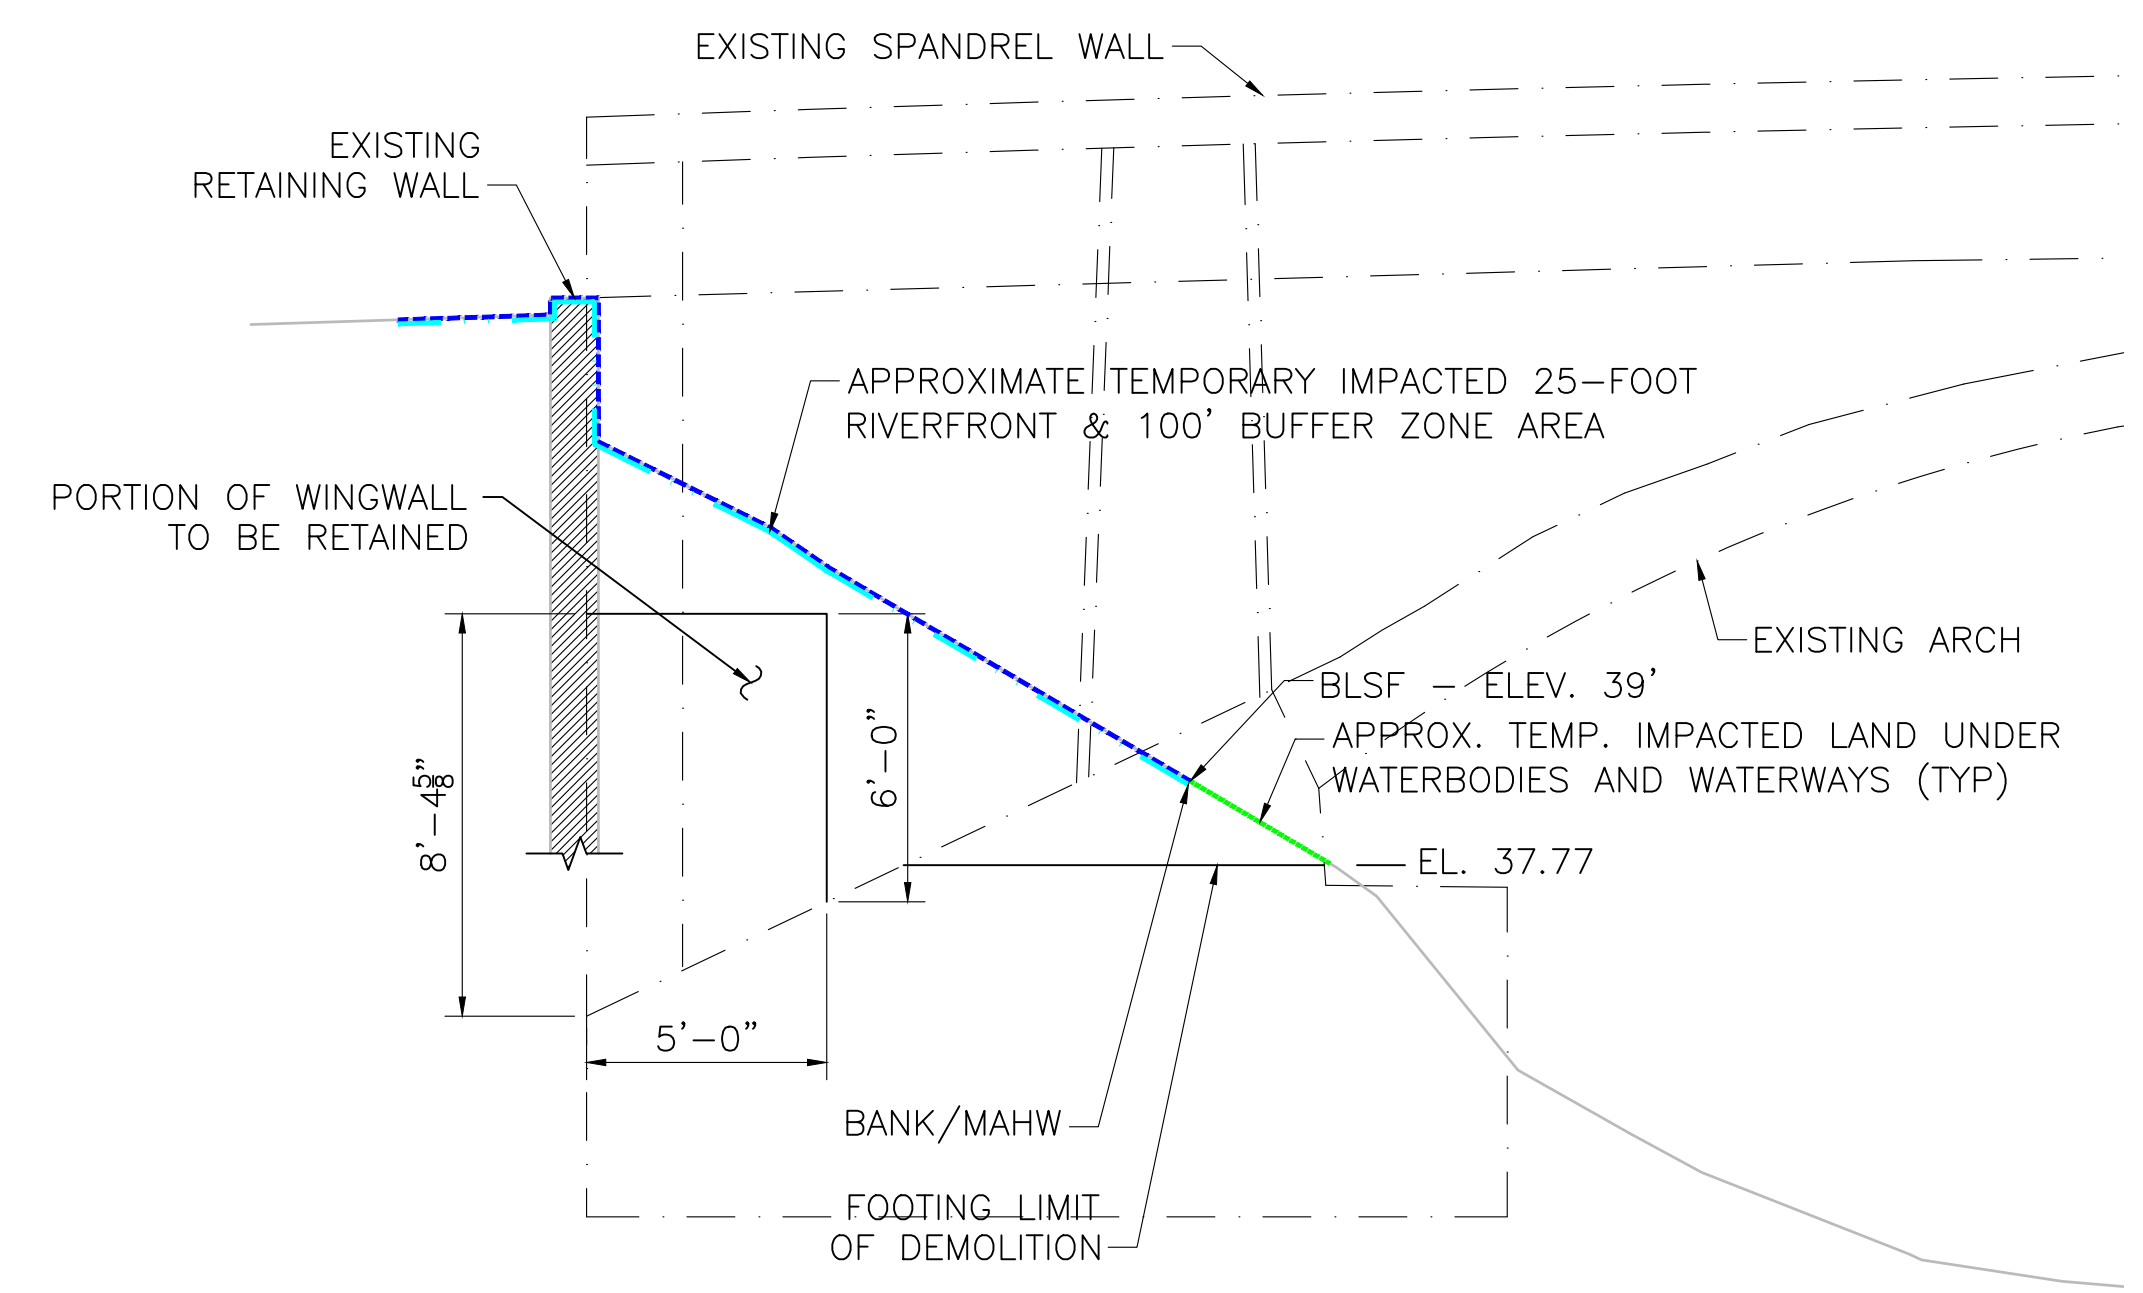 EXISTING SPANDREL WALL
EXISTING
RETAINING WALL
APPROXIMATE TEMPORARY IMPACTED 25-FOOT
RIVERFRONT & 100' BUFFER ZONE AREA
PORTION OF WINGWALL
TO BE RETAINED
EXISTING ARCH
BLSF - ELEV. 39'
APPROX. TEMP. IMPACTED LAND UNDER
WATERBODIES AND WATERWAYS (TYP)
6'-0"
8'-4⅝"
EL. 37.77
5'-0"
BANK/MAHW
FOOTING LIMIT
OF DEMOLITION